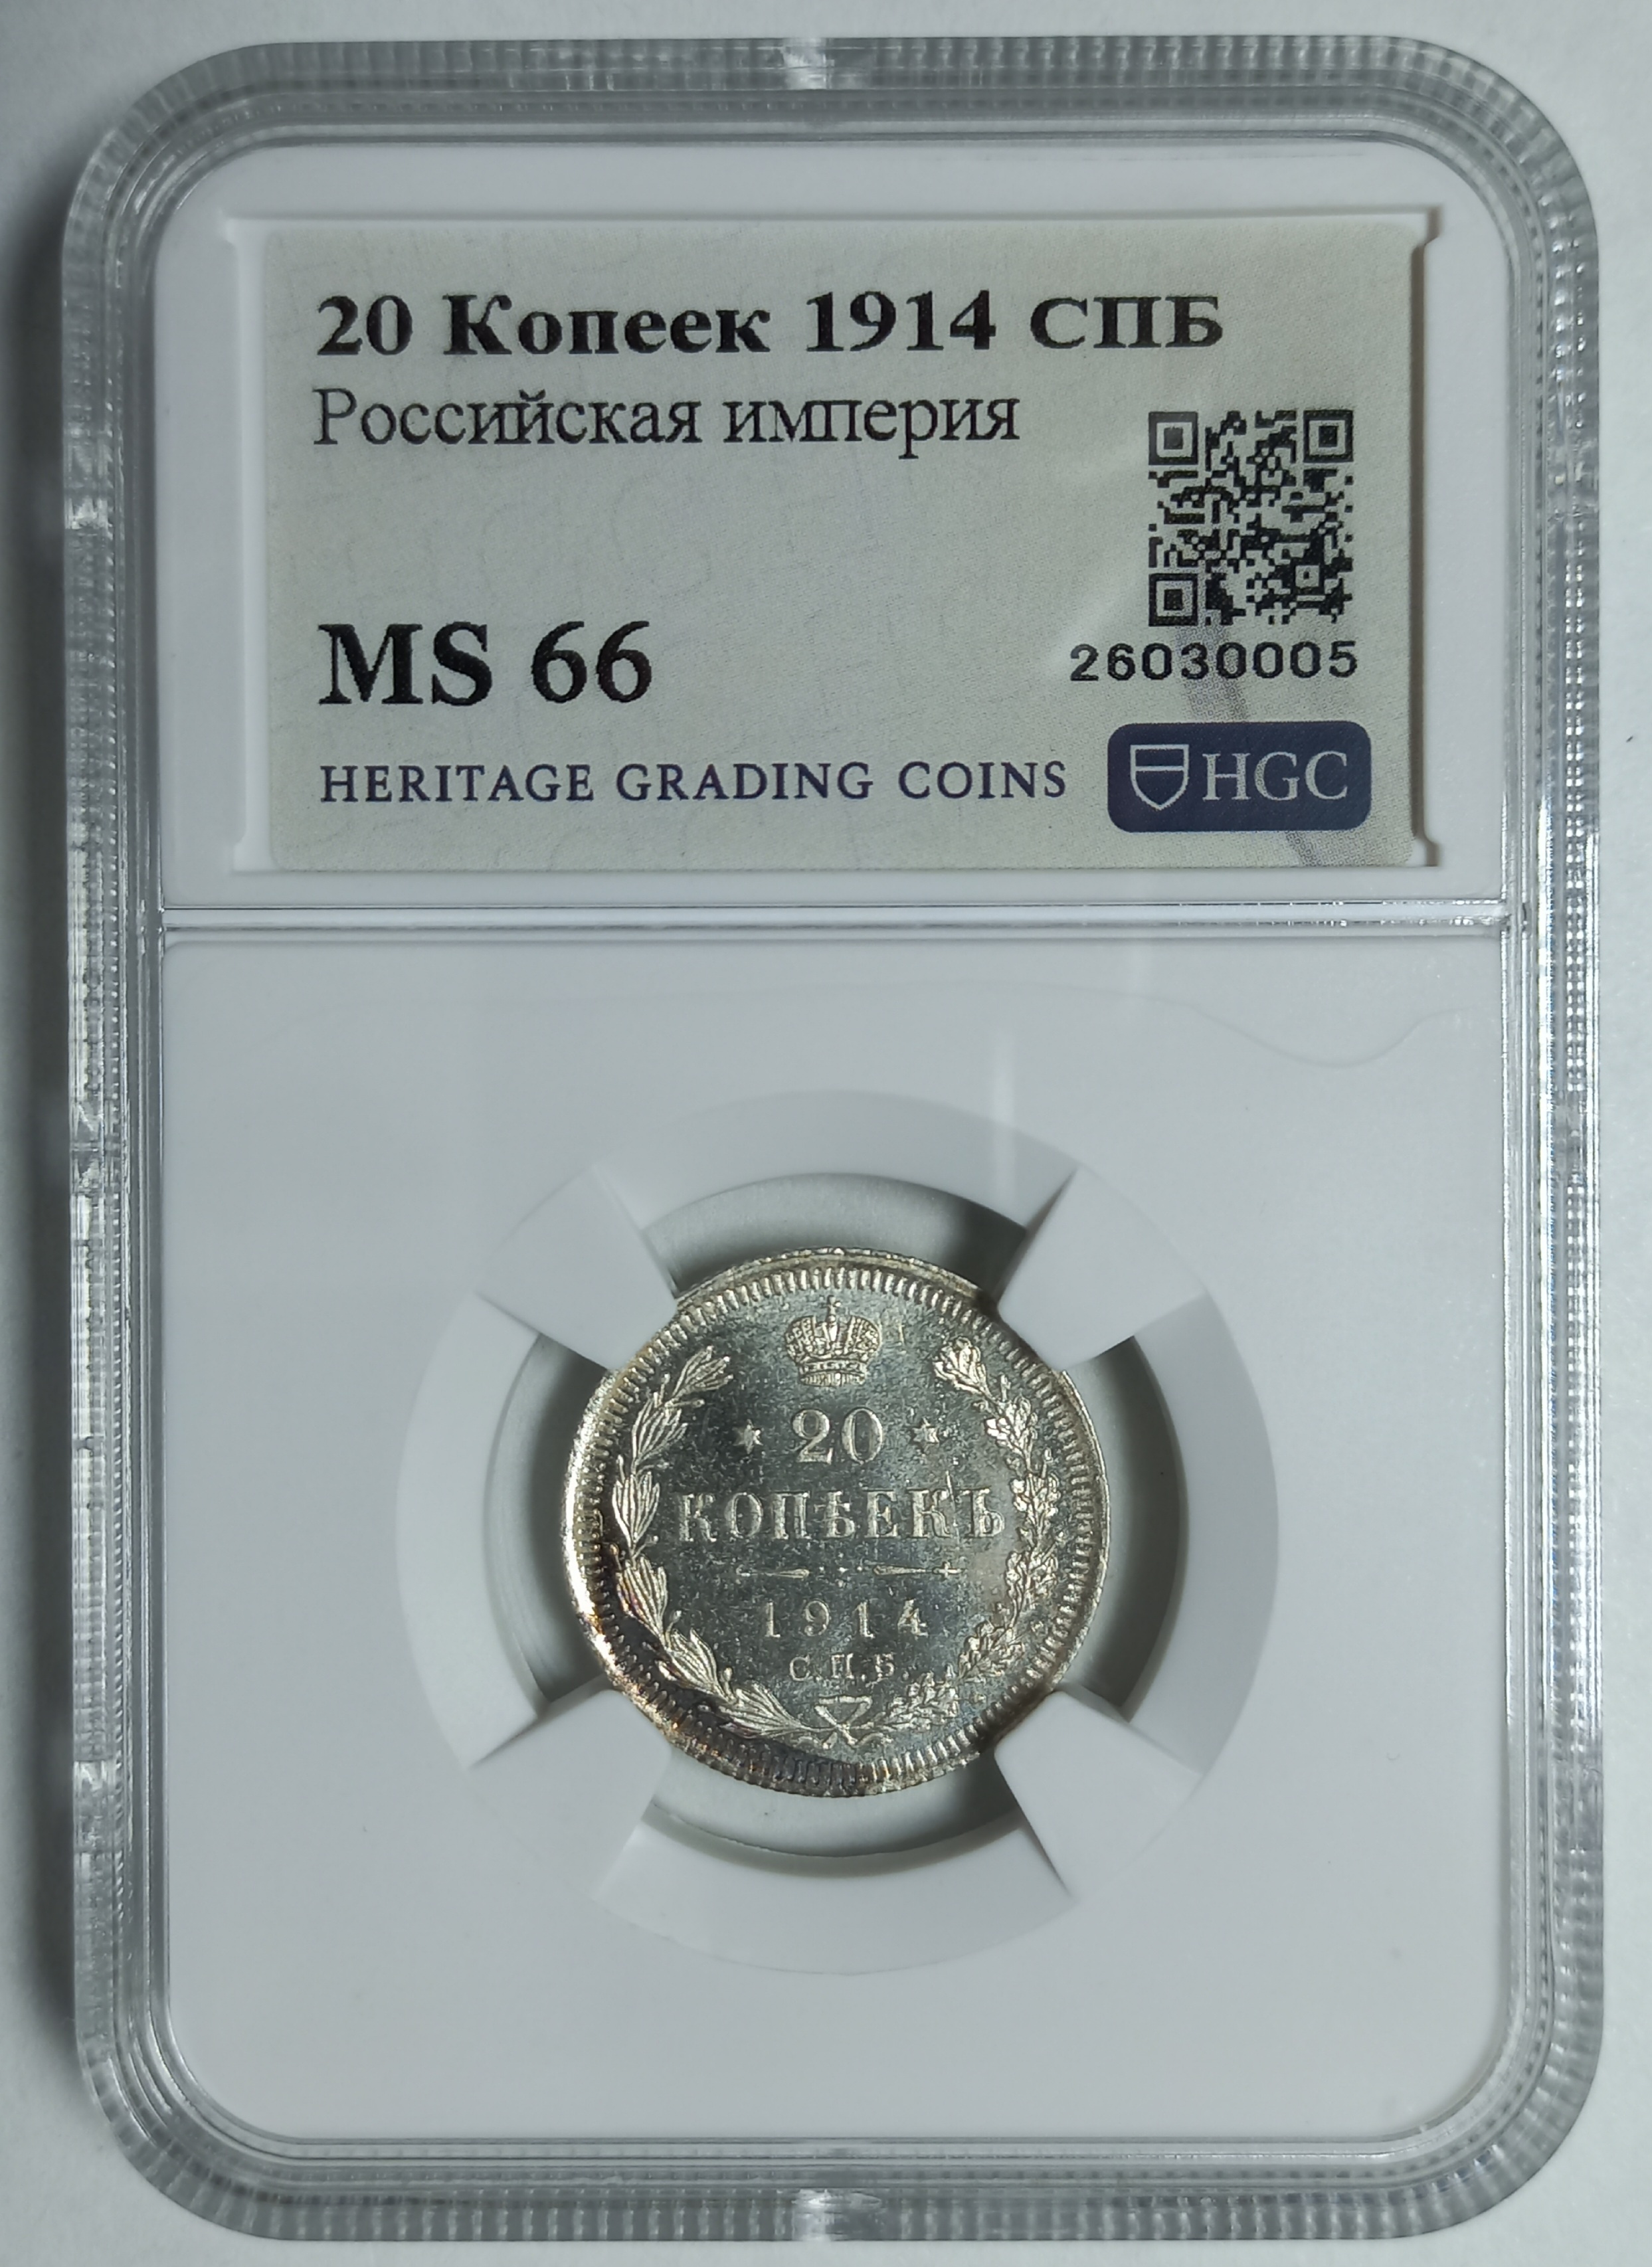 20 Копеек 1914 СПБ
Российская империя
MS 66
26030005
HERITAGE GRADING COINS HGC
20
КОПѢЕКЪ
1914
С.П.Б.